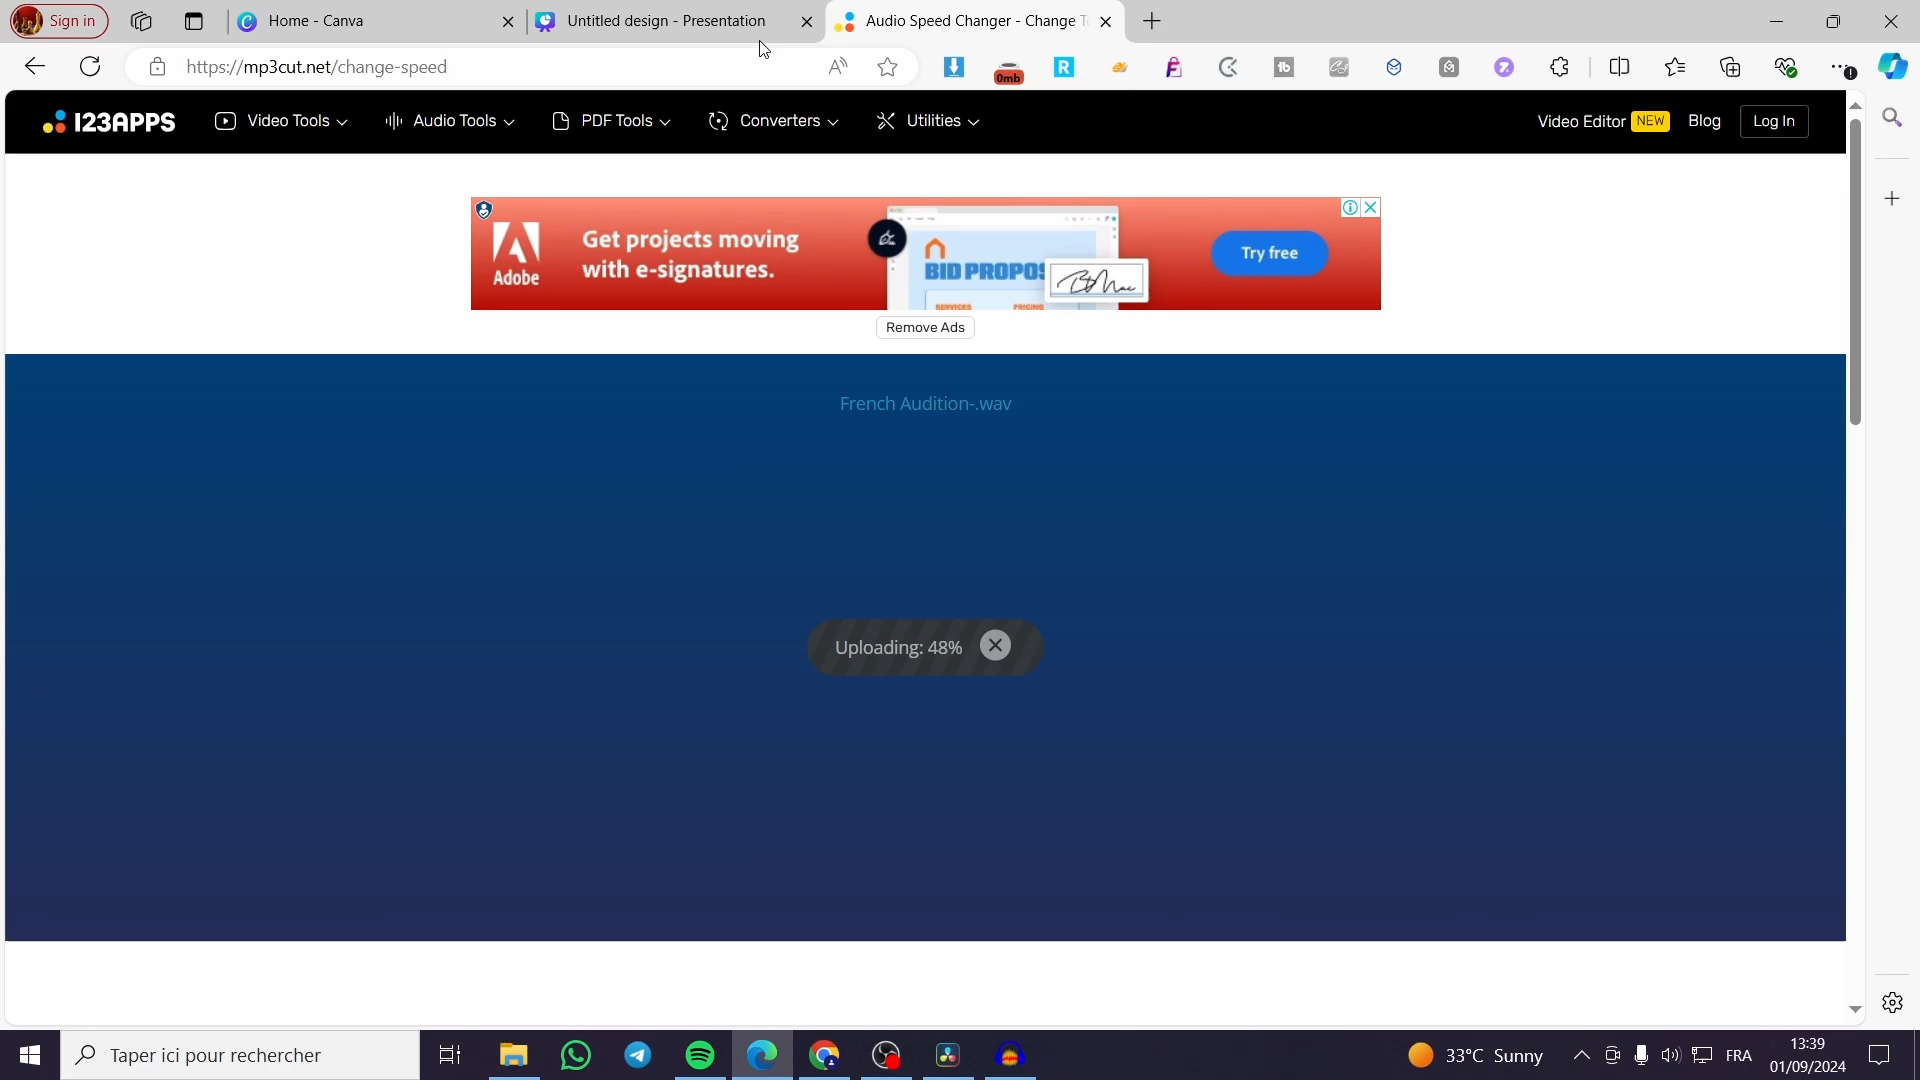 Sign in
Home - Canva
Untitled design - Presentation
Audio Speed Changer - Change T
https://mp3cut.net/change-speed
0mb
123APPS
Video Tools
Audio Tools
PDF Tools
Converters
Utilities
Video Editor NEW
Blog
Log In
Adobe
Get projects moving
with e-signatures.
BID PROPOS
SERVICES
PRICING
Try free
Remove Ads
French Audition-.wav
Uploading: 48%
Taper ici pour rechercher
33°C Sunny
FRA
13:39
01/09/2024